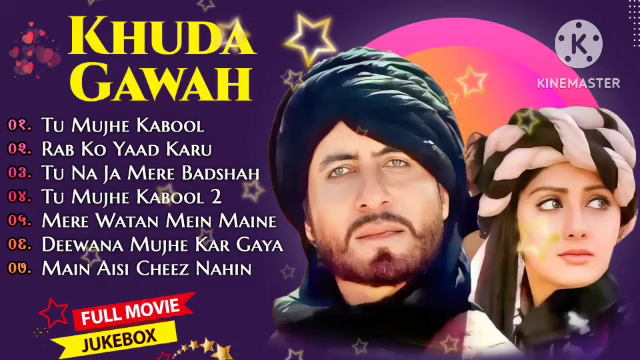 KHUDA
GAWAH
K
KINEMASTER
०१. TU MUJHE KABOOL
०२. RAB KO YAAD KARU
०३. TU NA JA MERE BADSHAH
०४. TU MUJHE KABOOL 2
०५. MERE WATAN MEIN MAINE
०६. DEEWANA MUJHE KAR GAYA
०७. MAIN AISI CHEEZ NAHIN
FULL MOVIE
JUKEBOX